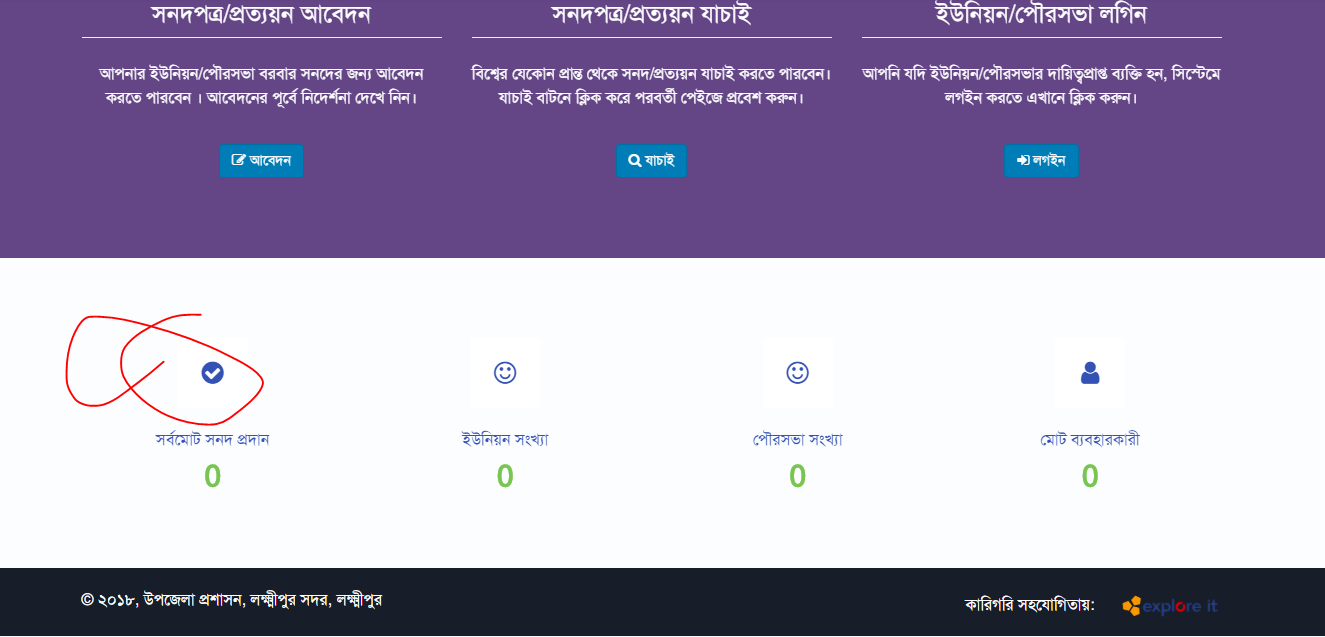 সনদপত্র/প্রত্যয়ন আবেদন
আপনার ইউনিয়ন/পৌরসভা বরবার সনদের জন্য আবেদন
করতে পারবেন । আবেদনের পূর্বে নিদের্শনা দেখে নিন।
আবেদন
সনদপত্র/প্রত্যয়ন যাচাই
বিশ্বের যেকোন প্রান্ত থেকে সনদ/প্রত্যয়ন যাচাই করতে পারবেন।
যাচাই বাটনে ক্লিক করে পরবর্তী পেইজে প্রবেশ করুন।
যাচাই
ইউনিয়ন/পৌরসভা লগিন
আপনি যদি ইউনিয়ন/পৌরসভার দায়িত্বপ্রাপ্ত ব্যক্তি হন, সিস্টেমে
লগইন করতে এখানে ক্লিক করুন।
লগইন
সর্বমোট সনদ প্রদান
0
ইউনিয়ন সংখ্যা
0
পৌরসভা সংখ্যা
0
মোট ব্যবহারকারী
0
© ২০১৮, উপজেলা প্রশাসন, লক্ষ্মীপুর সদর, লক্ষ্মীপুর
কারিগরি সহযোগিতায়:
explore it